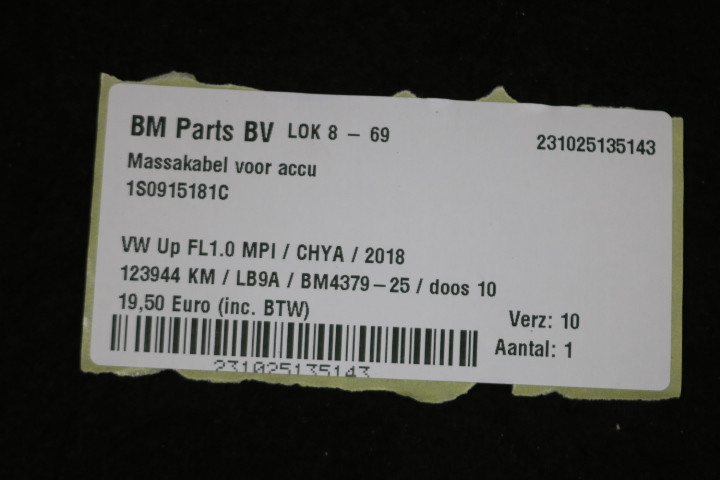 BM Parts BV LOK 8 - 69
231025135143
Massakabel voor accu
1S0915181C
VW Up FL1.0 MPI / CHYA / 2018
123944 KM / LB9A / BM4379-25 / doos 10
19,50 Euro (inc. BTW)
Verz: 10
Aantal: 1
231025135143